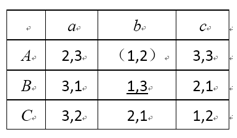 a b c
A 2,3 （1,2） 3,3
B 3,1 1,3 2,1
C 3,2 2,1 1,2